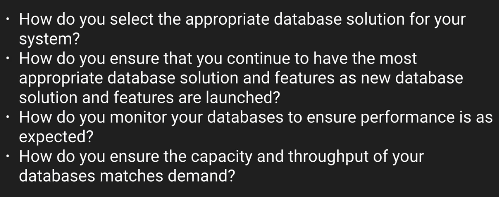 • How do you select the appropriate database solution for your
system?
• How do you ensure that you continue to have the most
appropriate database solution and features as new database
solution and features are launched?
• How do you monitor your databases to ensure performance is as
expected?
• How do you ensure the capacity and throughput of your
databases matches demand?